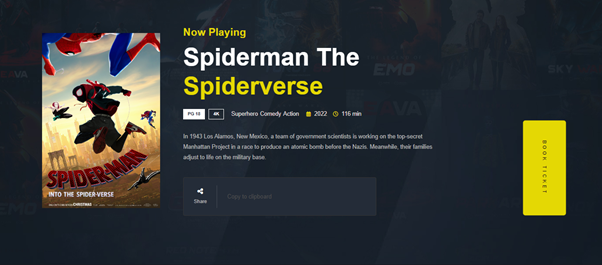 Now Playing
Spiderman The
Spiderverse
PG 18
4K
Superhero Comedy Action
2022
116 min
In 1943 Los Alamos, New Mexico, a team of government scientists is working on the top-secret
Manhattan Project in a race to produce an atomic bomb before the Nazis. Meanwhile, their families
adjust to life on the military base.
Share
Copy to clipboard
BOOK TICKET
SPIDER-MAN
INTO THE SPIDER-VERSE
CHRISTMAS
EMO
SKY